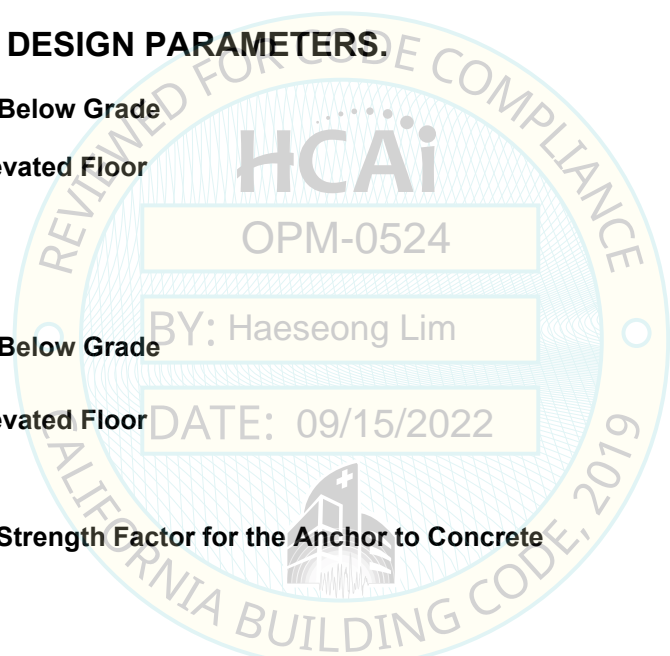 DESIGN PARAMETERS.
REVIEWED FOR CODE COMPLIANCE
Below Grade
HCAi
evated Floor
OPM-0524
BY: Haeseong Lim
Below Grade
evated Floor
DATE: 09/15/2022
Strength Factor for the Anchor to Concrete
CALIFORNIA BUILDING CODE, 2019